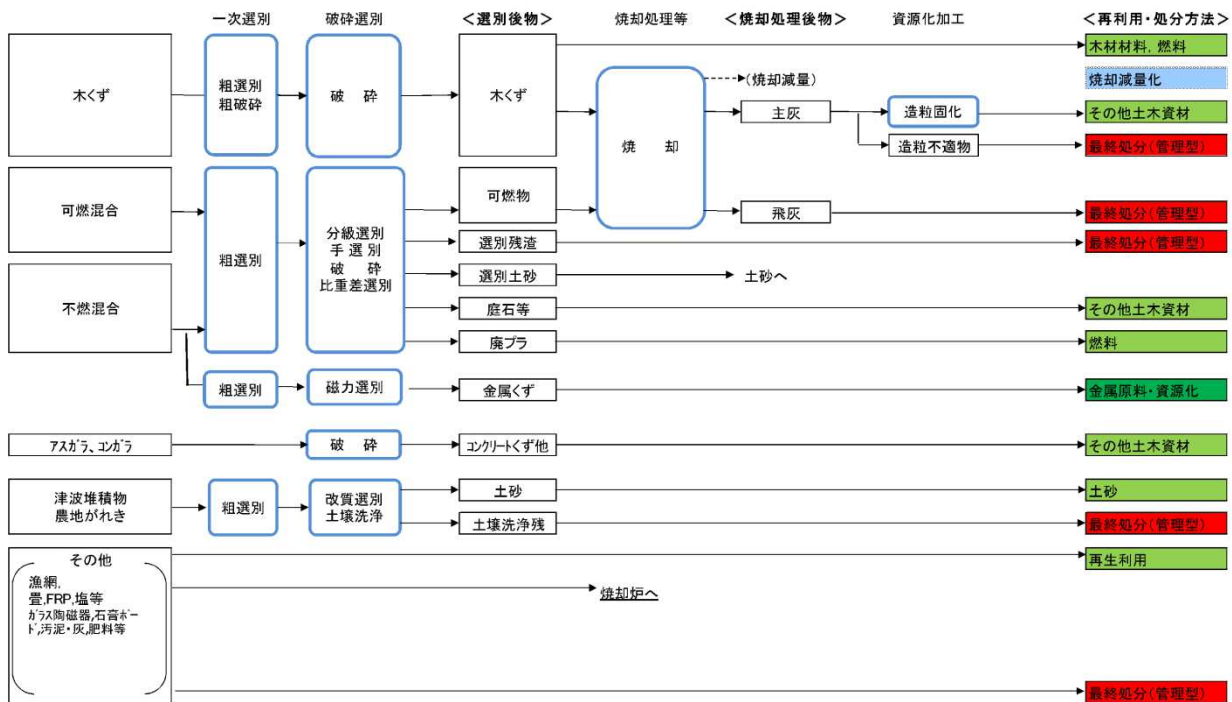 一次選別 破砕選別 <選別後物> 焼却処理等 <焼却処理後物> 資源化加工 <再利用・処分方法>
木くず
粗選別
粗破砕
破 砕
木くず
焼 却
(焼却減量)
主灰
造粒固化
造粒不適物
木材材料, 燃料
焼却減量化
その他土木資材
最終処分(管理型)
可燃混合
不燃混合
粗選別
分級選別
手 選 別
破 砕
比重差選別
可燃物
飛灰
最終処分(管理型)
選別残渣
最終処分(管理型)
選別土砂
土砂へ
庭石等
その他土木資材
廃プラ
燃料
粗選別
磁力選別
金属くず
金属原料・資源化
アスガラ、コンガラ
破 砕
コンクリートくず他
その他土木資材
津波堆積物
農地がれき
粗選別
改質選別
土壌洗浄
土砂
土砂
土壌洗浄残
最終処分(管理型)
その他
漁網,
畳,FRP,塩等
ガラス陶磁器,石膏ボー
ド,汚泥・灰,肥料等
再生利用
焼却炉へ
最終処分(管理型)